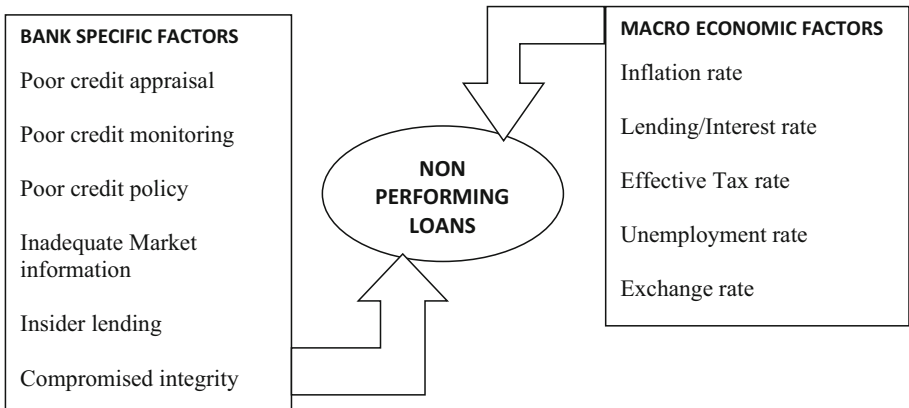 BANK SPECIFIC FACTORS
Poor credit appraisal
Poor credit monitoring
Poor credit policy
Inadequate Market
information
Insider lending
Compromised integrity
NON
PERFORMING
LOANS
MACRO ECONOMIC FACTORS
Inflation rate
Lending/Interest rate
Effective Tax rate
Unemployment rate
Exchange rate